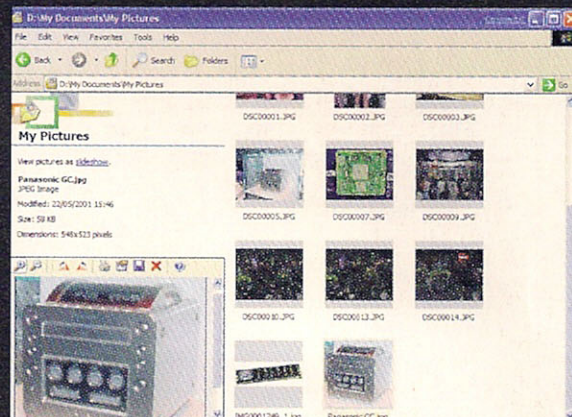 D:\My Documents\My Pictures
File Edit View Favorites Tools Help
Back Search Folders
Address D:\My Documents\My Pictures Go
My Pictures
View pictures as slideshow.
Panasonic GC.jpg
JPEG Image
Modified: 22/05/2001 15:46
Size: 58 KB
Dimensions: 548x523 pixels
DSC00001.JPG DSC00002.JPG DSC00003.JPG
DSC00005.JPG DSC00007.JPG DSC00009.JPG
DSC00010.JPG DSC00013.JPG DSC00014.JPG
Panasonic GC.jpg